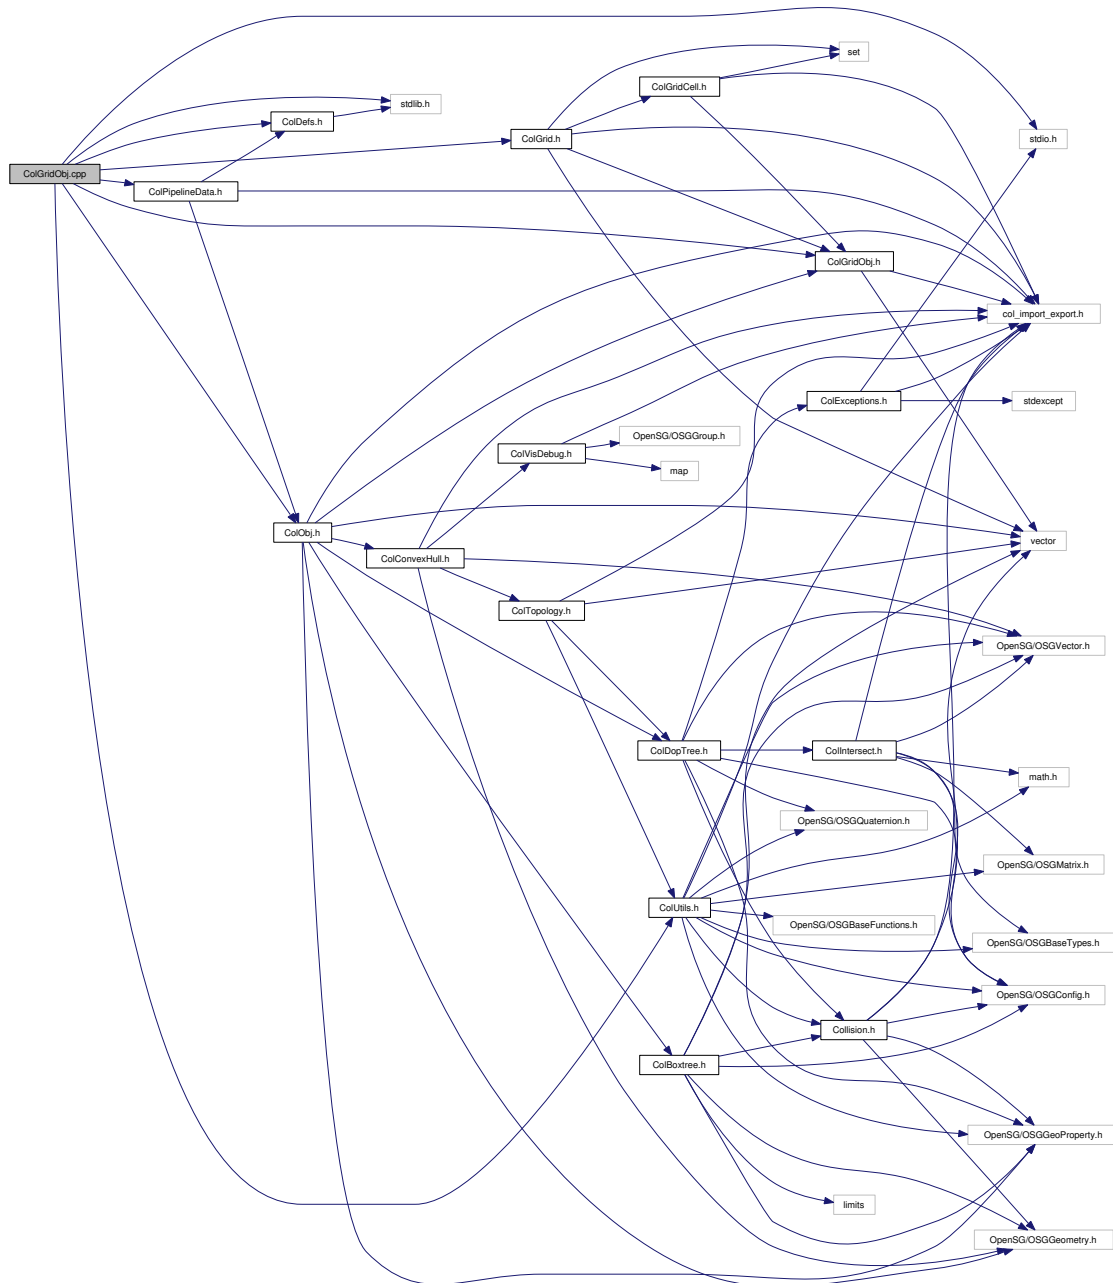 set
ColGridCell.h
stdlib.h
ColDefs.h
ColGrid.h
stdio.h
ColGridObj.cpp
ColPipelineData.h
ColGridObj.h
col_import_export.h
ColExceptions.h
stdexcept
OpenSG/OSGGroup.h
ColVisDebug.h
map
ColObj.h
vector
ColConvexHull.h
ColTopology.h
OpenSG/OSGVector.h
ColDopTree.h
ColIntersect.h
math.h
OpenSG/OSGQuaternion.h
OpenSG/OSGMatrix.h
ColUtils.h
OpenSG/OSGBaseFunctions.h
OpenSG/OSGBaseTypes.h
OpenSG/OSGConfig.h
Collision.h
ColBoxtree.h
OpenSG/OSGGeoProperty.h
limits
OpenSG/OSGGeometry.h